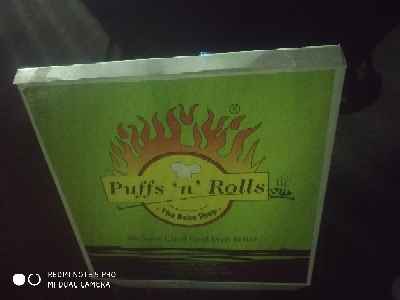 ®
Puffs 'n' Rolls
The Bake Shop
REDMI NOTE 5 PRO
MI DUAL CAMERA